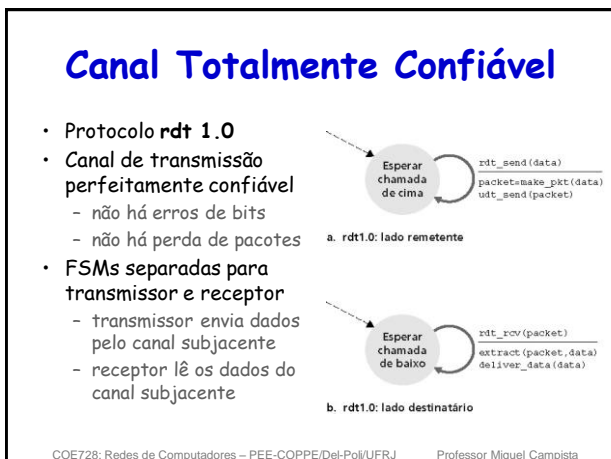 Canal Totalmente Confiável
• Protocolo rdt 1.0
• Canal de transmissão
perfeitamente confiável
– não há erros de bits
– não há perda de pacotes
• FSMs separadas para
transmissor e receptor
– transmissor envia dados
pelo canal subjacente
– receptor lê os dados do
canal subjacente
Esperar
chamada
de cima
rdt_send(data)
packet=make_pkt(data)
udt_send(packet)
a. rdt1.0: lado remetente
Esperar
chamada
de baixo
rdt_rcv(packet)
extract(packet,data)
deliver_data(data)
b. rdt1.0: lado destinatário
COE728: Redes de Computadores – PEE-COPPE/Del-Poli/UFRJ Professor Miguel Campista